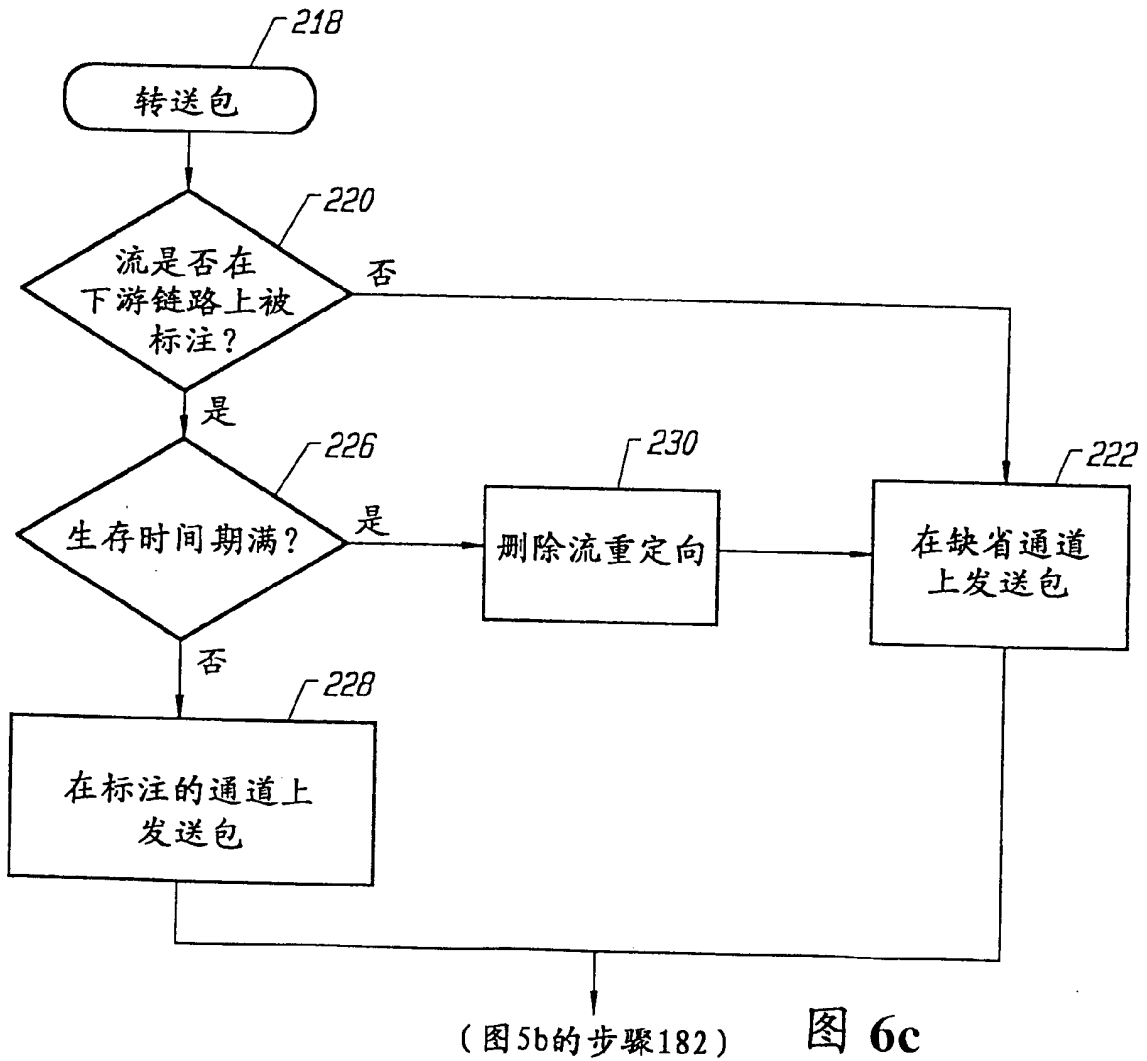 218
转送包
220
流是否在
下游链路上被
标注？
否
是
226
生存时间期满？
是
230
删除流重定向
222
在缺省通道
上发送包
否
228
在标注的通道上
发送包
（图5b的步骤182）
图 6c